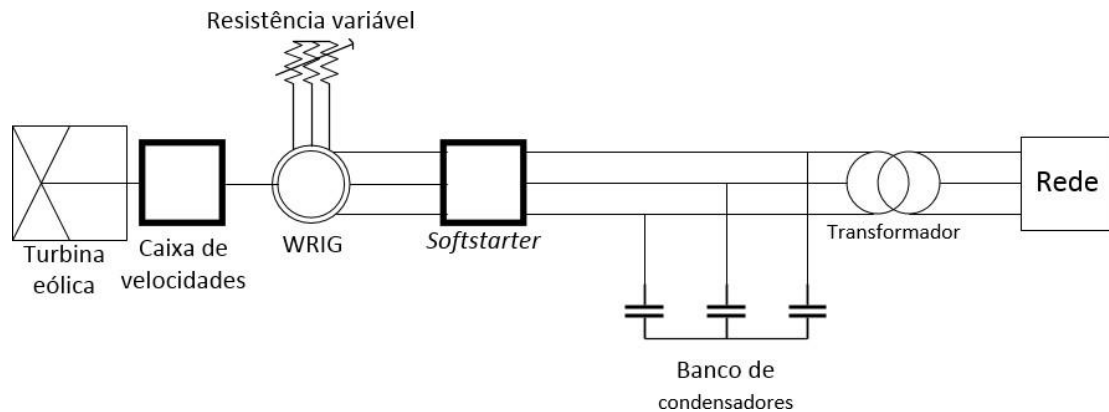 Resistência variável
Turbina
eólica
Caixa de
velocidades
WRIG
Softstarter
Banco de
condensadores
Transformador
Rede